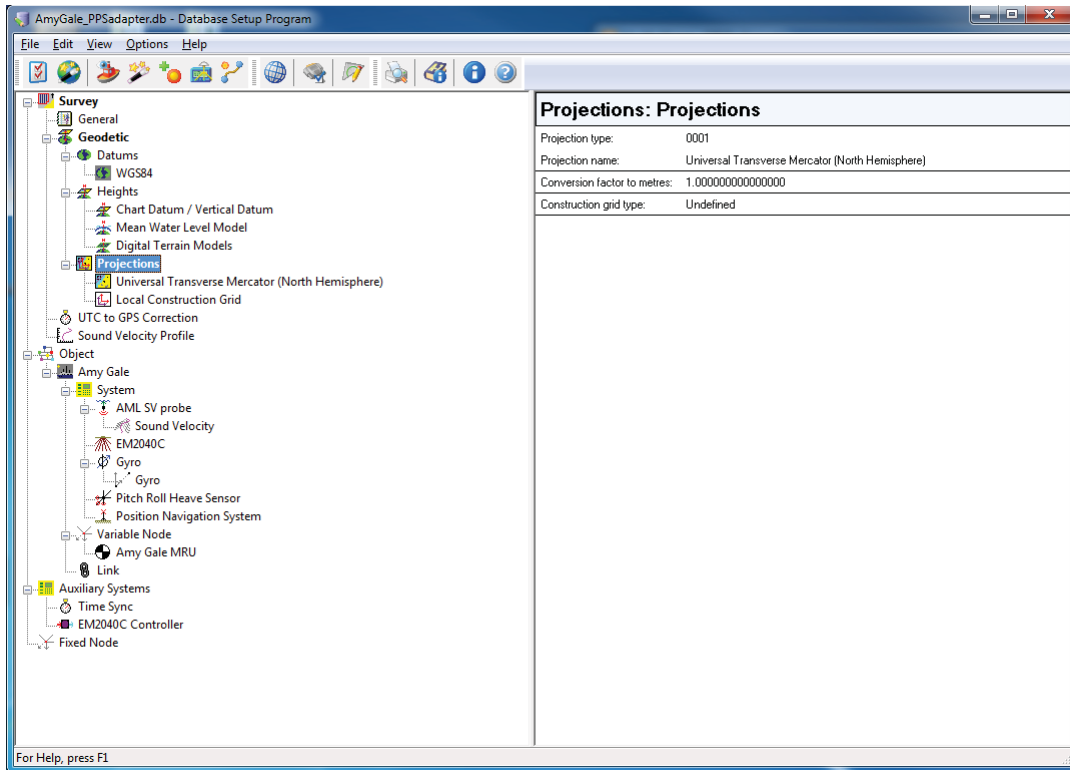 AmyGale_PPSadapter.db - Database Setup Program
File Edit View Options Help
Survey
General
Geodetic
Datums
WGS84
Heights
Chart Datum / Vertical Datum
Mean Water Level Model
Digital Terrain Models
Projections
Universal Transverse Mercator (North Hemisphere)
Local Construction Grid
UTC to GPS Correction
Sound Velocity Profile
Object
Amy Gale
System
AML SV probe
Sound Velocity
EM2040C
Gyro
Gyro
Pitch Roll Heave Sensor
Position Navigation System
Variable Node
Amy Gale MRU
Link
Auxiliary Systems
Time Sync
EM2040C Controller
Fixed Node
Projections: Projections
Projection type: 0001
Projection name: Universal Transverse Mercator (North Hemisphere)
Conversion factor to metres: 1.000000000000000
Construction grid type: Undefined
For Help, press F1